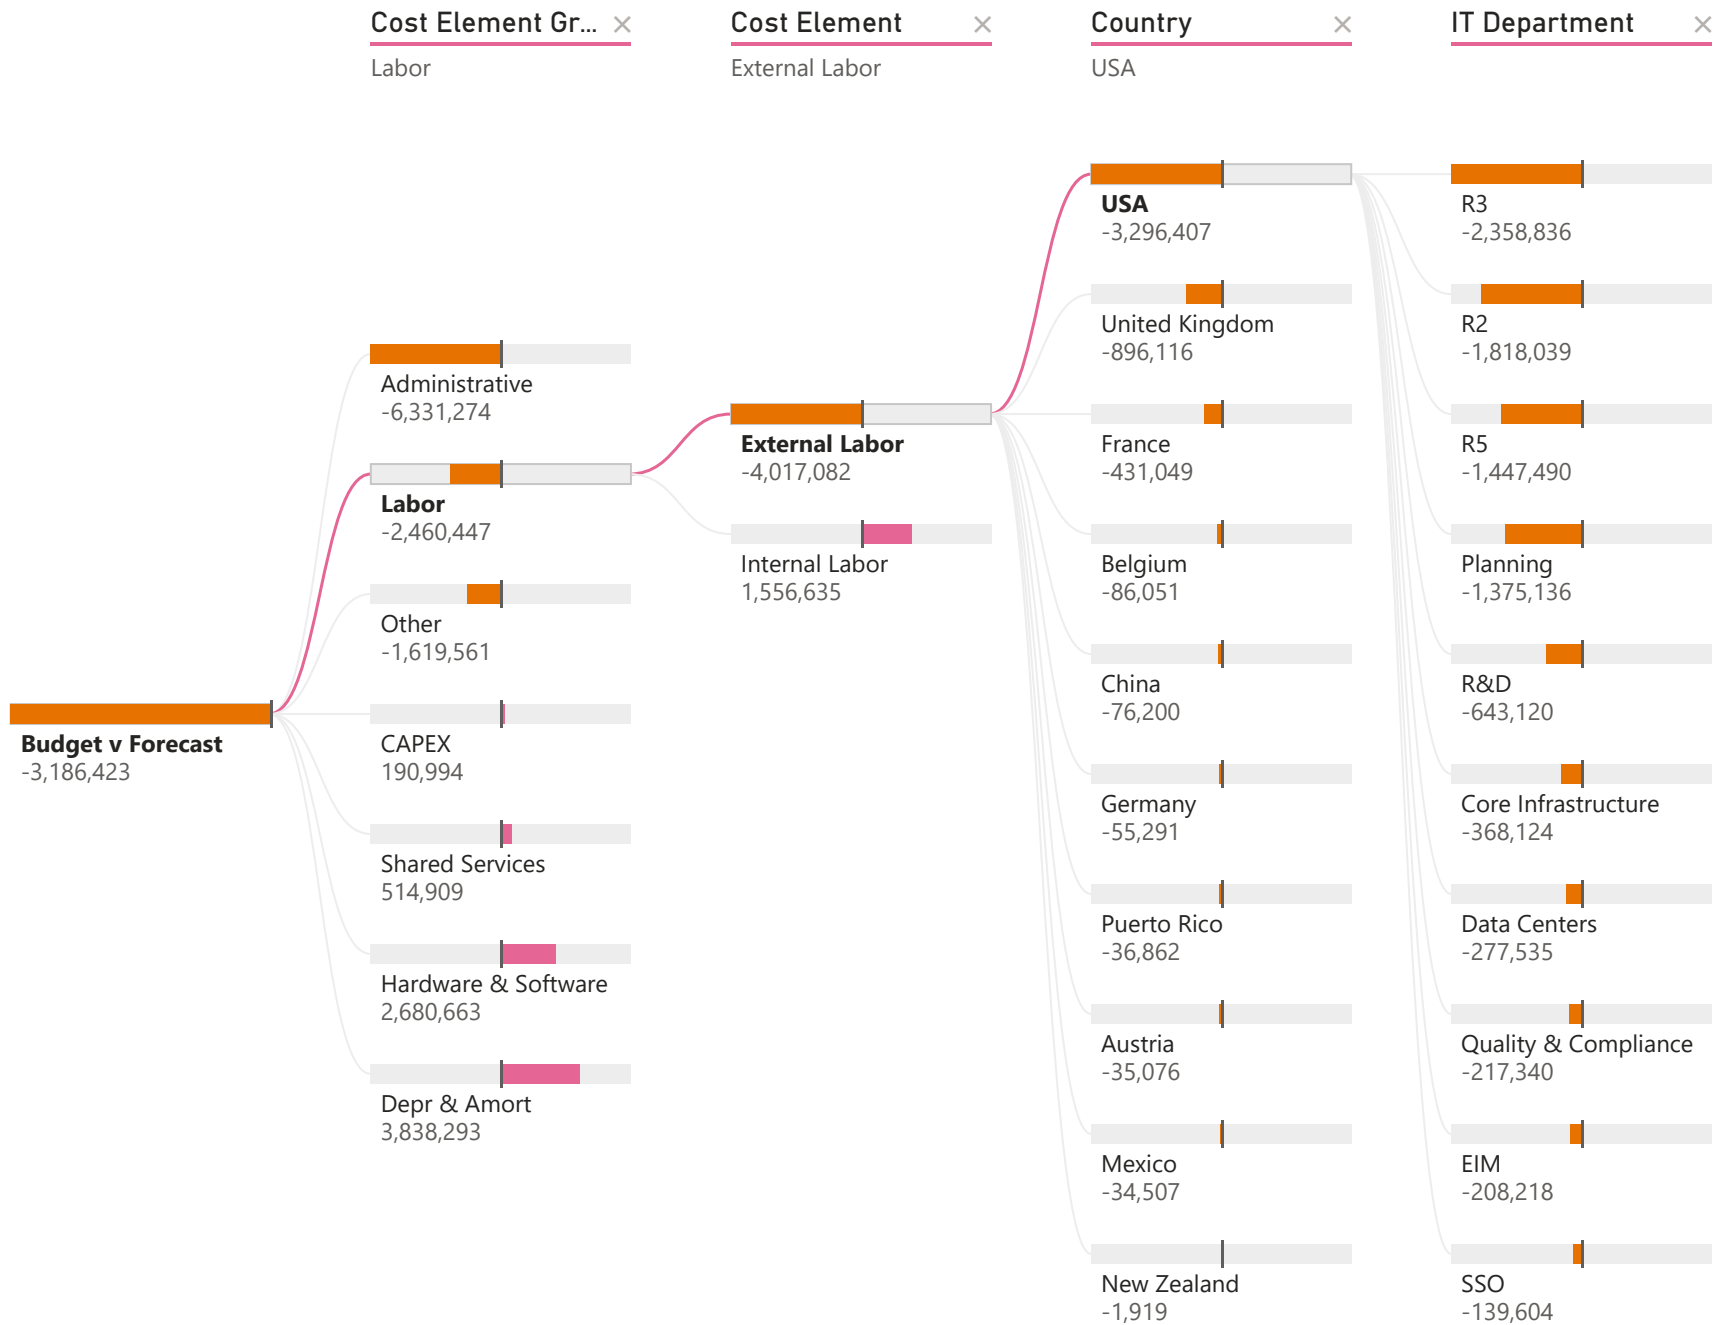 Cost Element Gr...
Labor
Cost Element
External Labor
Country
USA
IT Department
Budget v Forecast
-3,186,423
Administrative
-6,331,274
Labor
-2,460,447
Other
-1,619,561
CAPEX
190,994
Shared Services
514,909
Hardware & Software
2,680,663
Depr & Amort
3,838,293
External Labor
-4,017,082
Internal Labor
1,556,635
USA
-3,296,407
United Kingdom
-896,116
France
-431,049
Belgium
-86,051
China
-76,200
Germany
-55,291
Puerto Rico
-36,862
Austria
-35,076
Mexico
-34,507
New Zealand
-1,919
R3
-2,358,836
R2
-1,818,039
R5
-1,447,490
Planning
-1,375,136
R&D
-643,120
Core Infrastructure
-368,124
Data Centers
-277,535
Quality & Compliance
-217,340
EIM
-208,218
SSO
-139,604